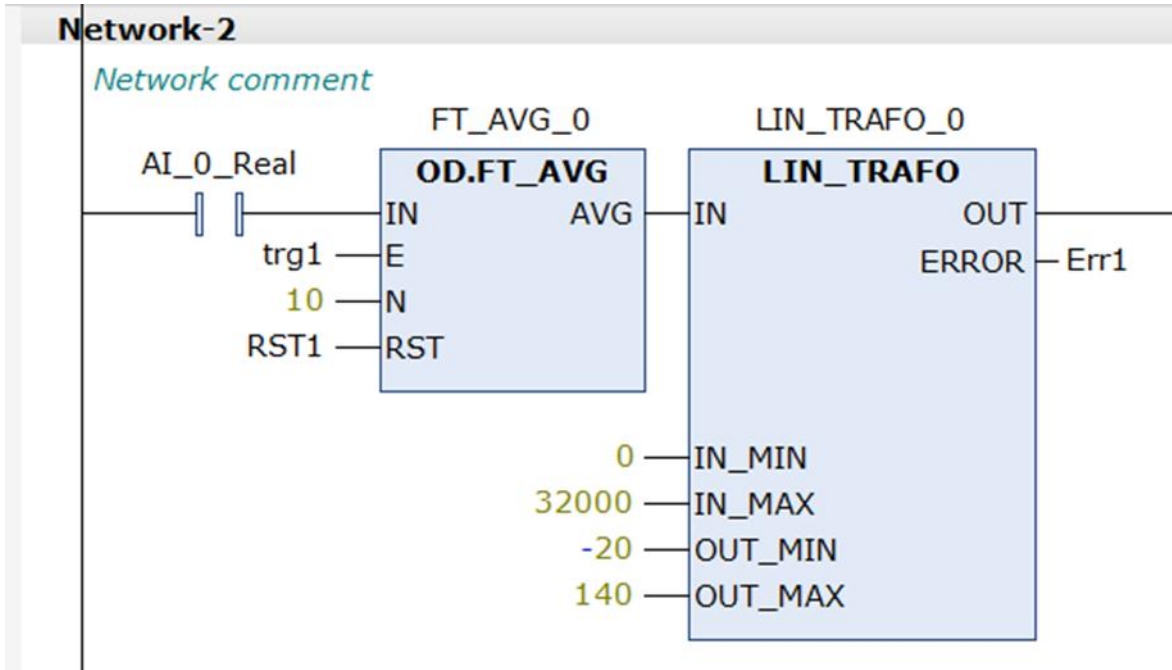 Network-2
Network comment
FT_AVG_0 LIN_TRAFO_0
AI_0_Real OD.FT_AVG LIN_TRAFO
IN AVG IN OUT
trg1 E ERROR Err1
10 N
RST1 RST
0 IN_MIN
32000 IN_MAX
-20 OUT_MIN
140 OUT_MAX